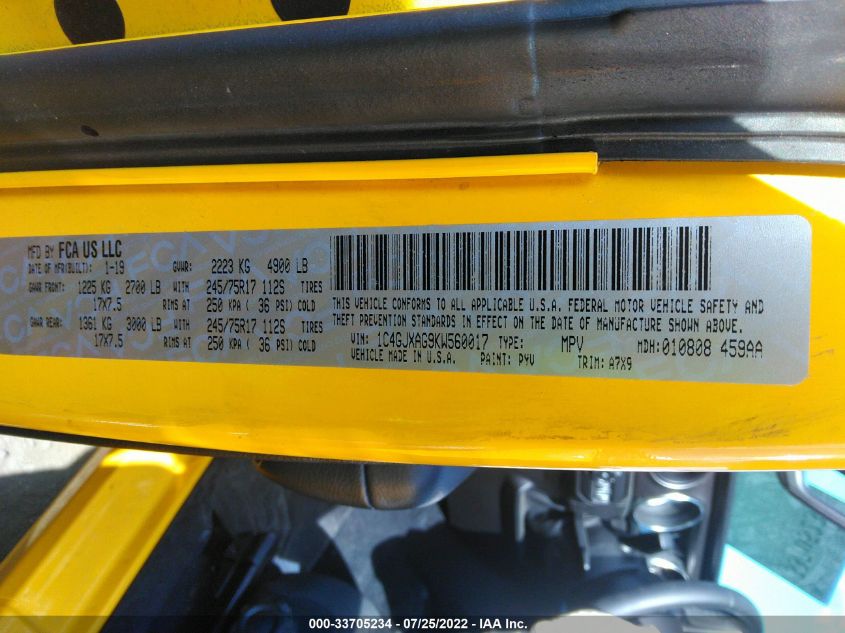 MFD BY FCA US LLC
DATE OF MFR(BUILT): 1-19 GVWR: 2223 KG 4900 LB
GAWR FRONT: 1225 KG 2700 LB WITH 245/75R17 112S TIRES
17X7.5 RIMS AT 250 KPA ( 36 PSI) COLD
GAWR REAR: 1361 KG 3000 LB WITH 245/75R17 112S TIRES
17X7.5 RIMS AT 250 KPA ( 36 PSI) COLD
THIS VEHICLE CONFORMS TO ALL APPLICABLE U.S.A. FEDERAL MOTOR VEHICLE SAFETY AND
THEFT PREVENTION STANDARDS IN EFFECT ON THE DATE OF MANUFACTURE SHOWN ABOVE.
VIN: 1C4GJXAG9KW560017 TYPE: MPV MDH: 010808 459AA
VEHICLE MADE IN U.S.A. PAINT: PYV TRIM: A7X9
000-33705234 - 07/25/2022 - IAA Inc.